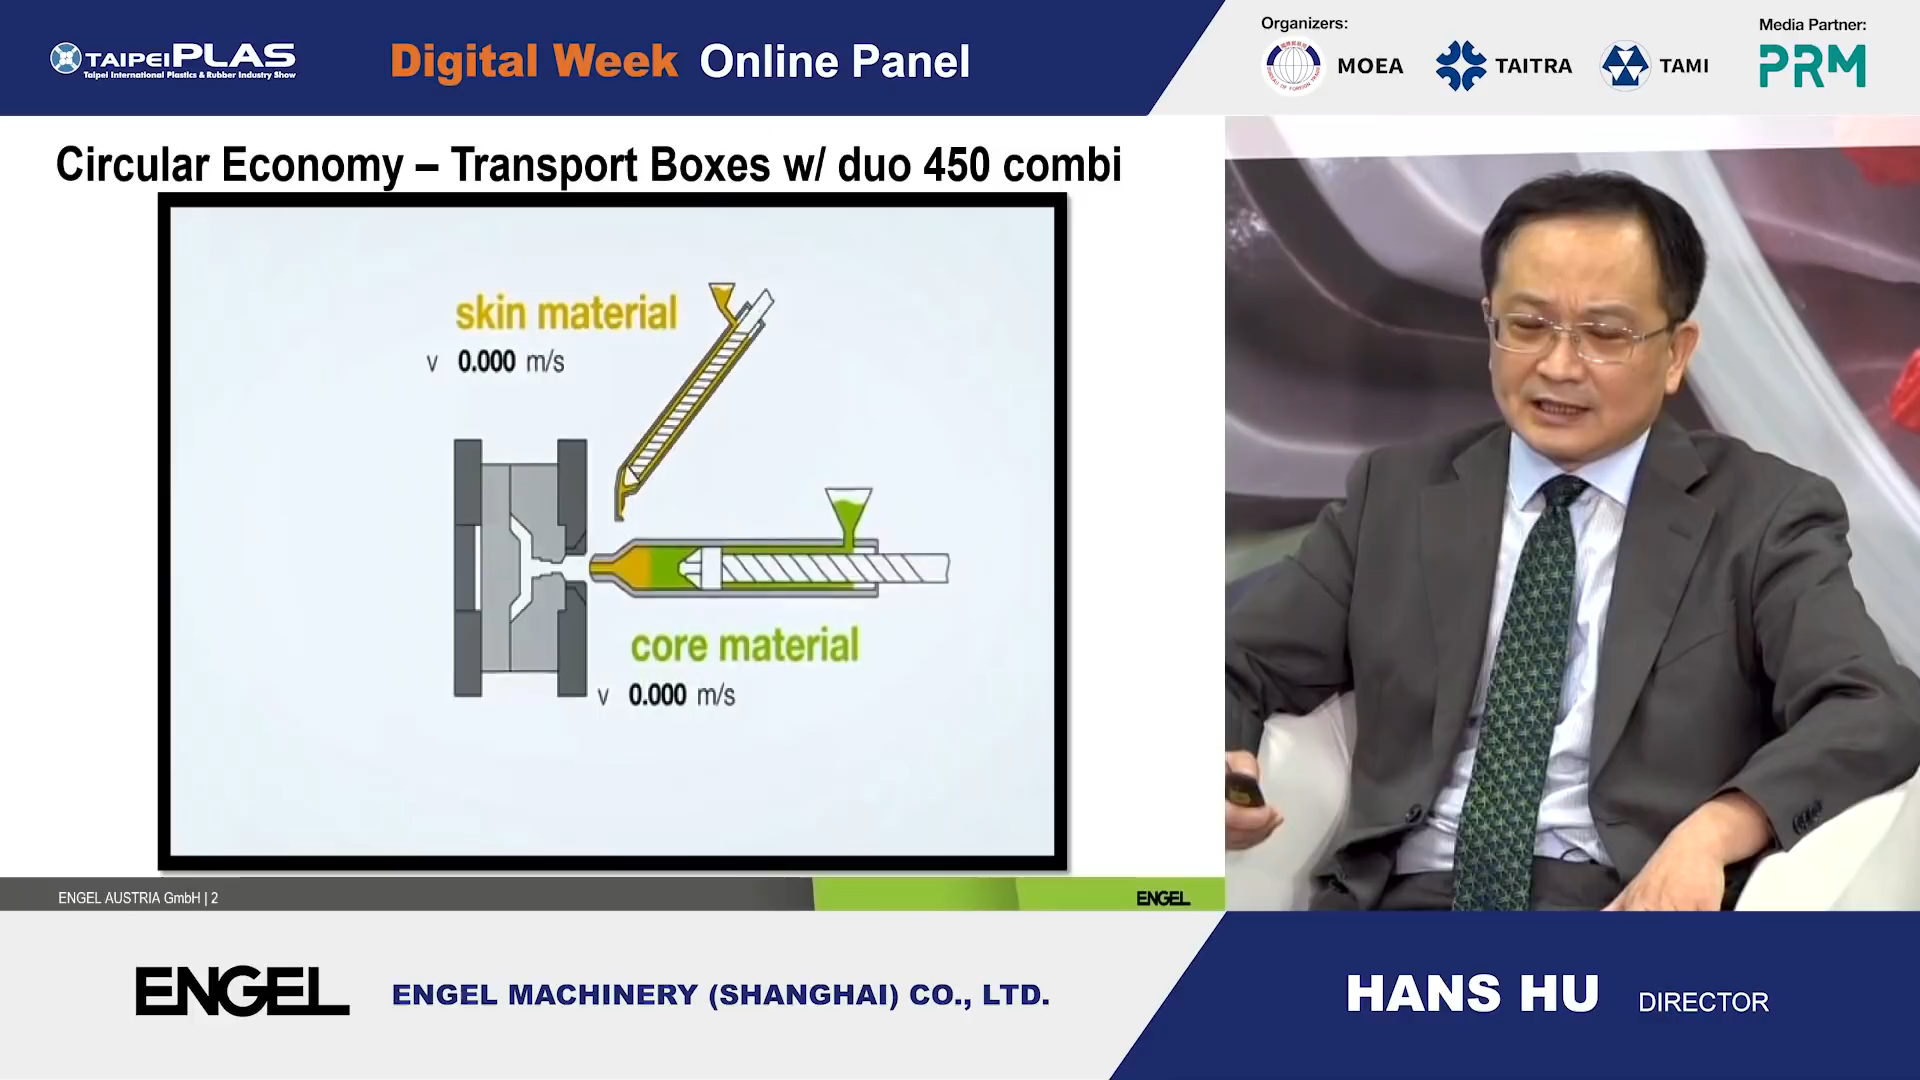 TAIPEIPLAS
Taipei International Plastics & Rubber Industry Show
Digital Week Online Panel
Organizers:
MOEA
TAITRA
TAMI
Media Partner:
PRM
Circular Economy – Transport Boxes w/ duo 450 combi
skin material
v 0.000 m/s
core material
v 0.000 m/s
ENGEL AUSTRIA GmbH | 2
ENGEL
ENGEL
ENGEL MACHINERY (SHANGHAI) CO., LTD.
HANS HU DIRECTOR